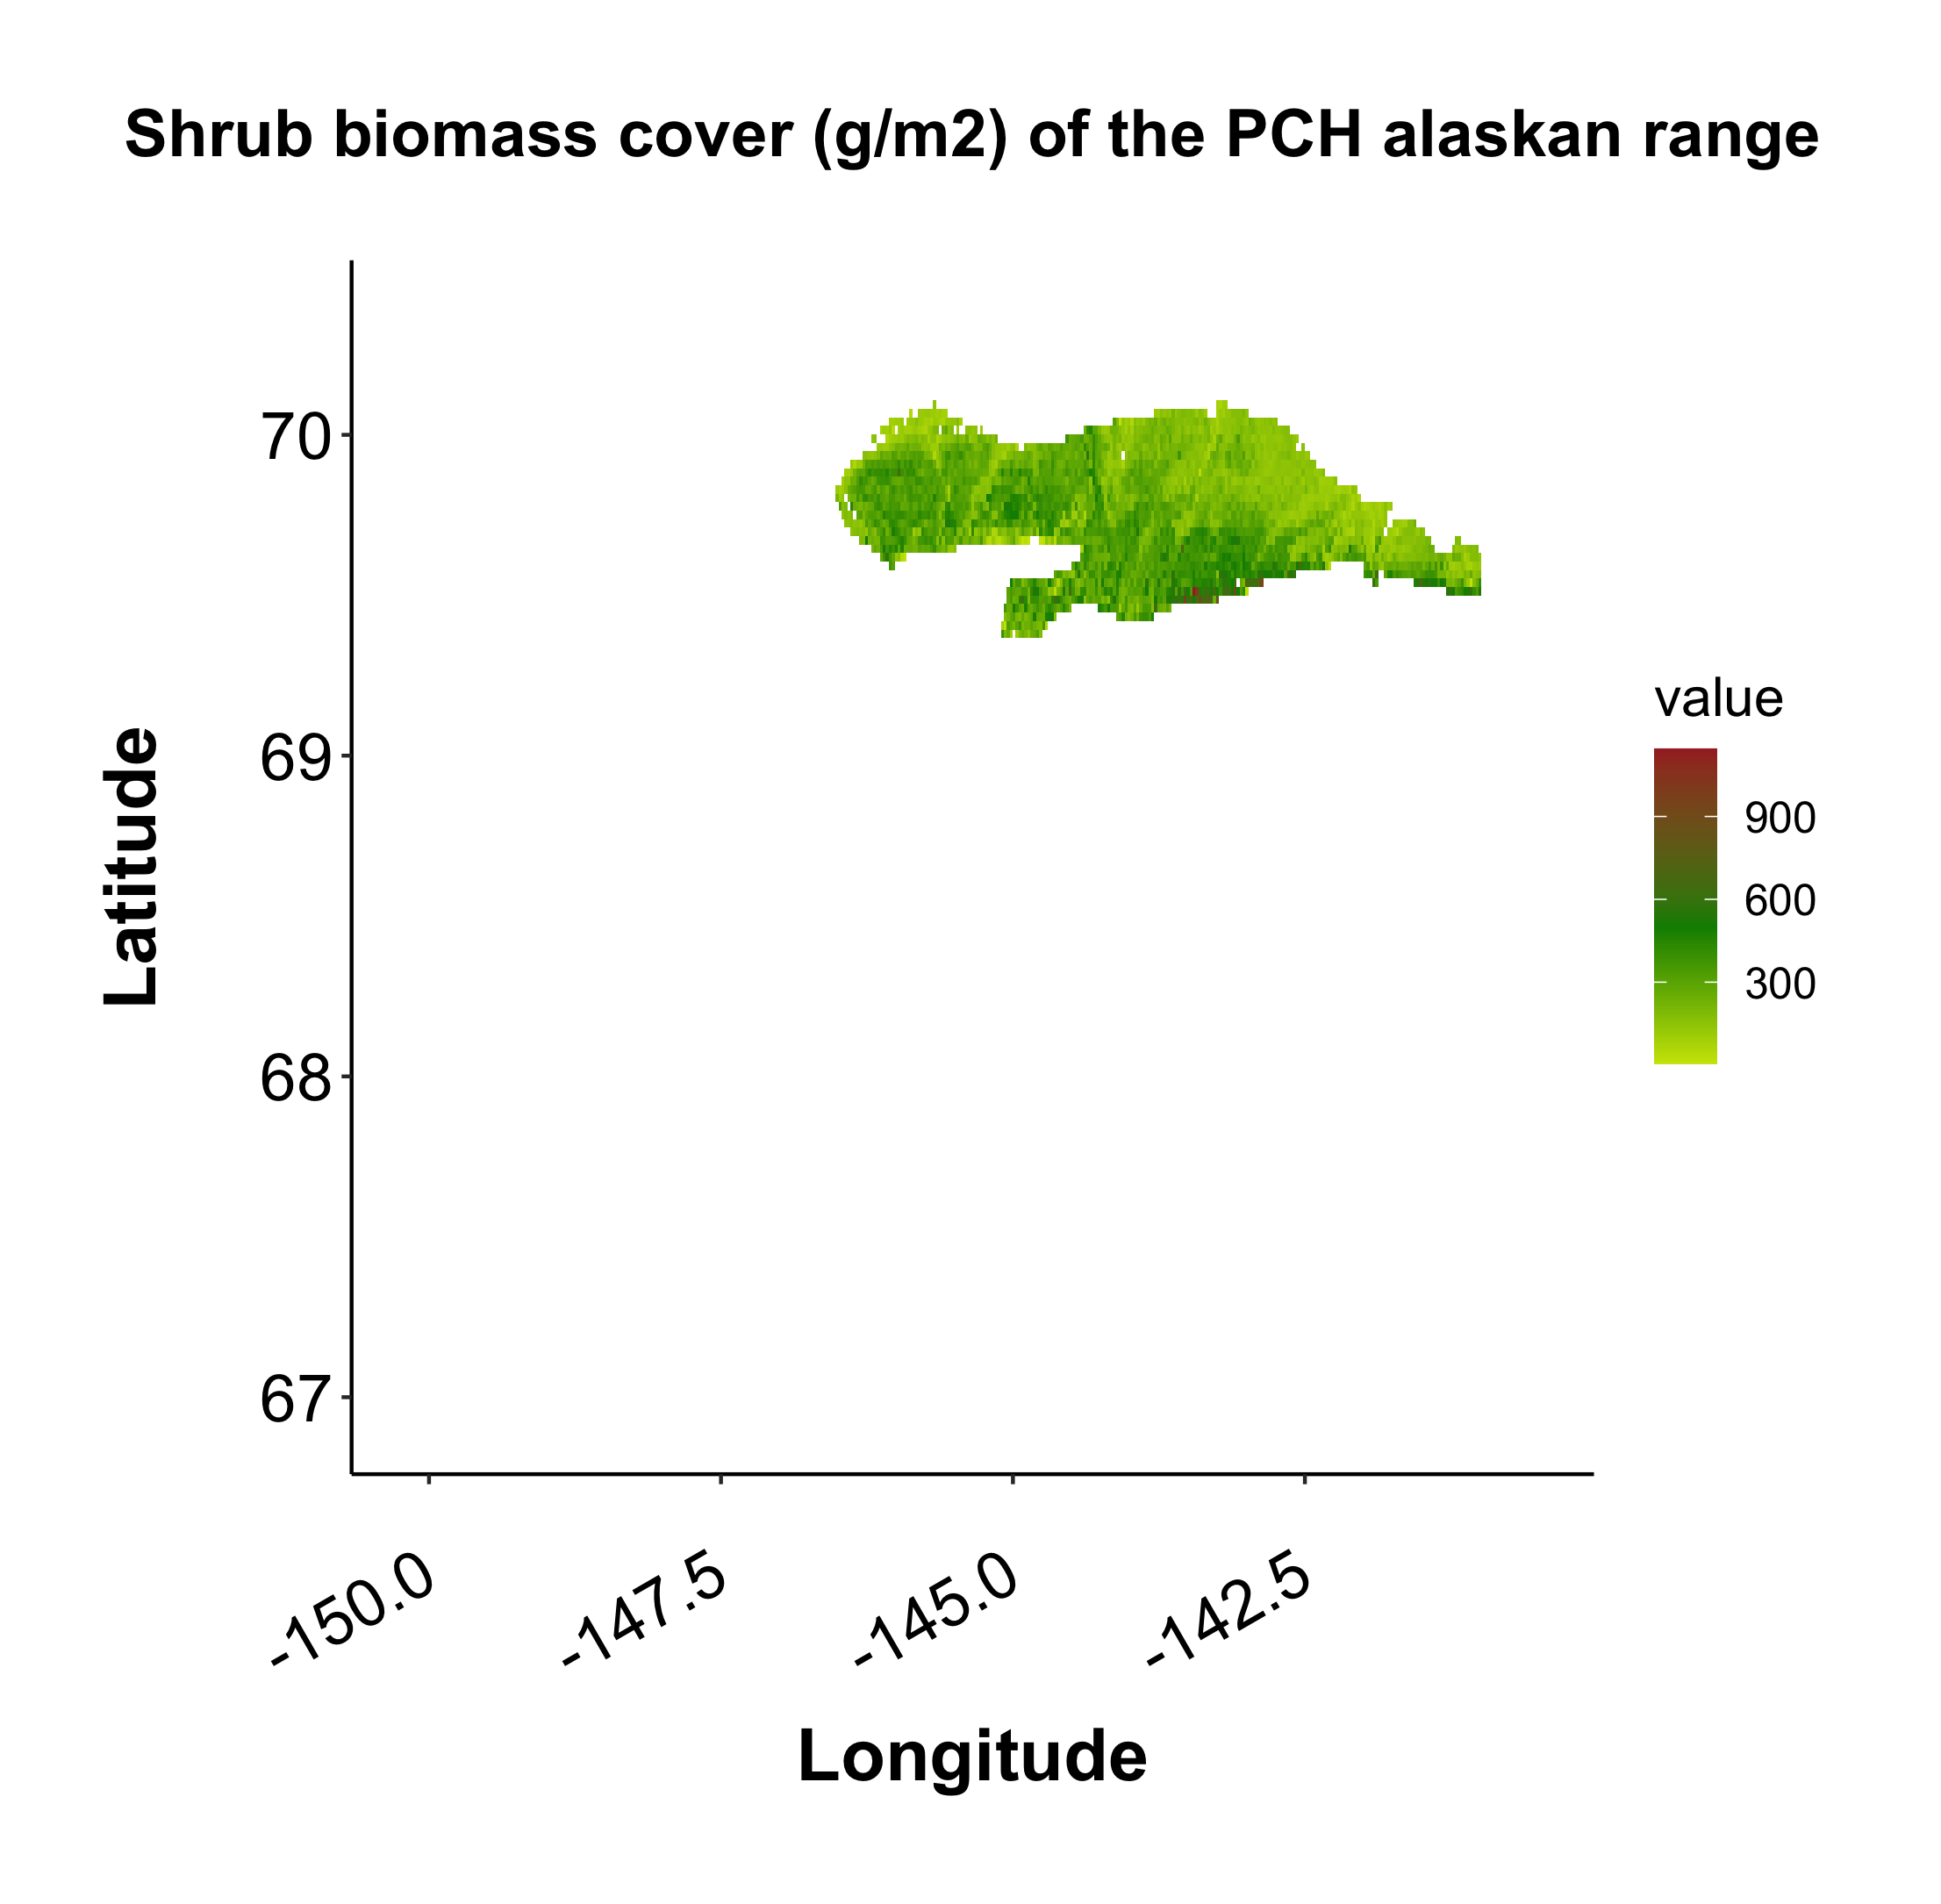 Shrub biomass cover (g/m2) of the PCH alaskan range
Latitude
70
69
68
67
value
900
600
300
-150.0
-147.5
-145.0
-142.5
Longitude